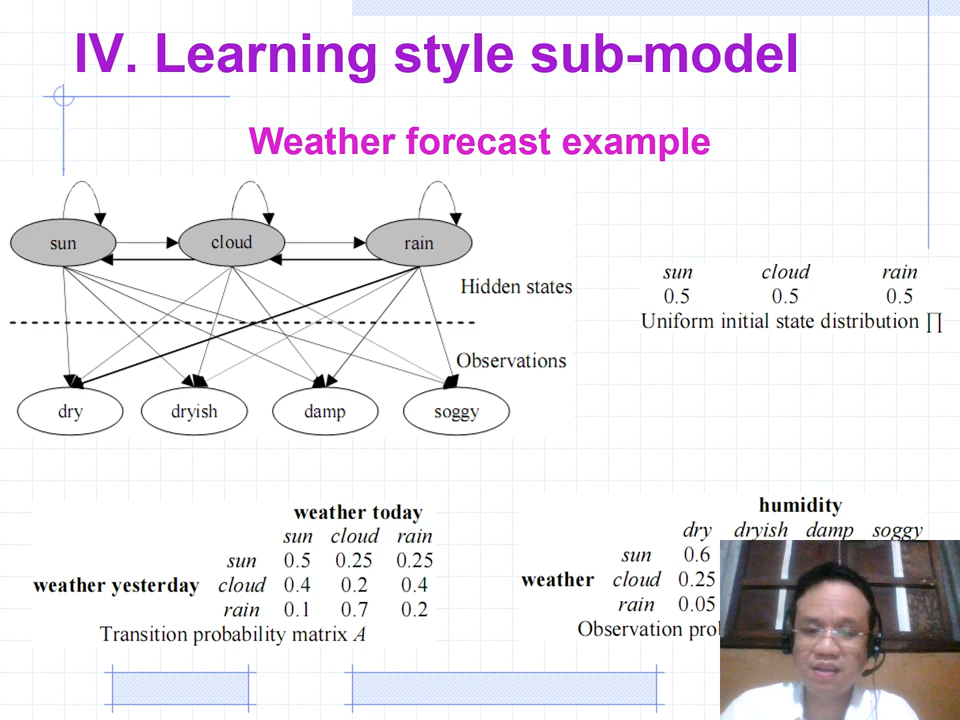 IV. Learning style sub-model
Weather forecast example
sun cloud rain
Hidden states
Observations
dry dryish damp soggy
sun cloud rain
0.5 0.5 0.5
Uniform initial state distribution ∏
weather today
sun cloud rain
sun 0.5 0.25 0.25
weather yesterday cloud 0.4 0.2 0.4
rain 0.1 0.7 0.2
Transition probability matrix A
humidity
dry dryish damp soggy
sun 0.6
weather cloud 0.25
rain 0.05
Observation